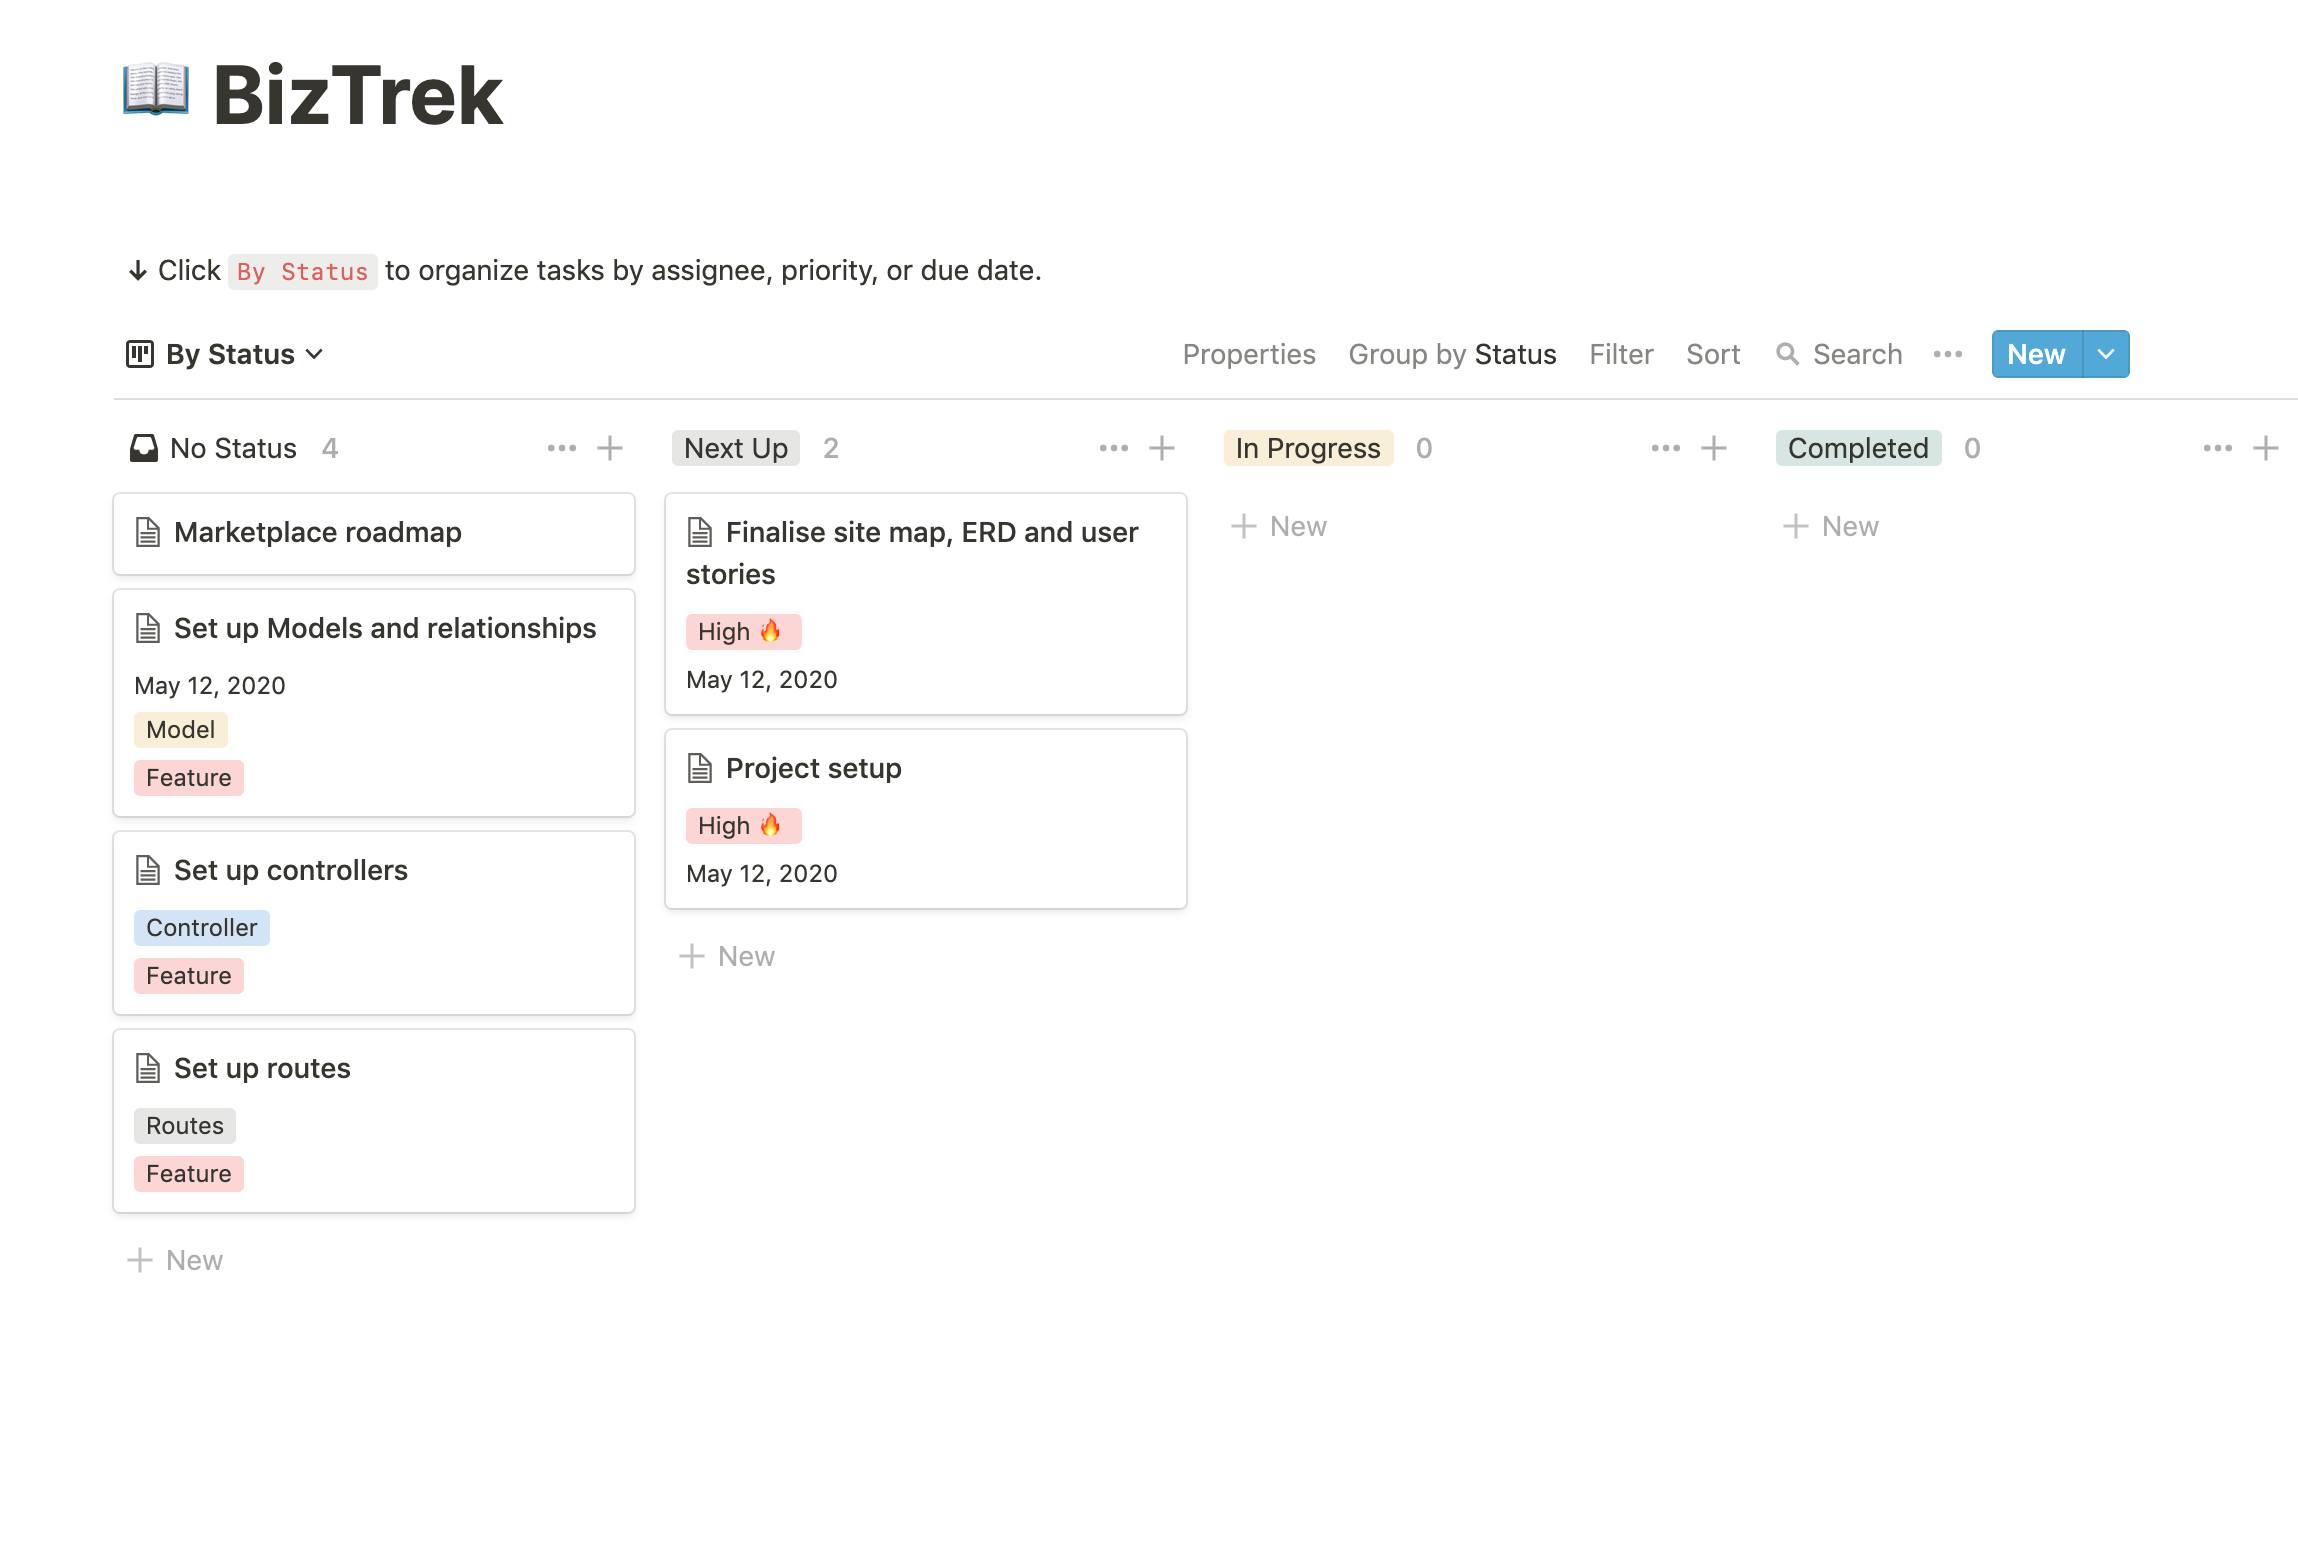 BizTrek
↓ Click By Status to organize tasks by assignee, priority, or due date.
By Status
Properties Group by Status Filter Sort Search ••• New
No Status 4
Marketplace roadmap
Set up Models and relationships
May 12, 2020
Model
Feature
Set up controllers
Controller
Feature
Set up routes
Routes
Feature
+ New
Next Up 2
Finalise site map, ERD and user
stories
High 🔥
May 12, 2020
Project setup
High 🔥
May 12, 2020
+ New
In Progress 0
+ New
Completed 0
+ New